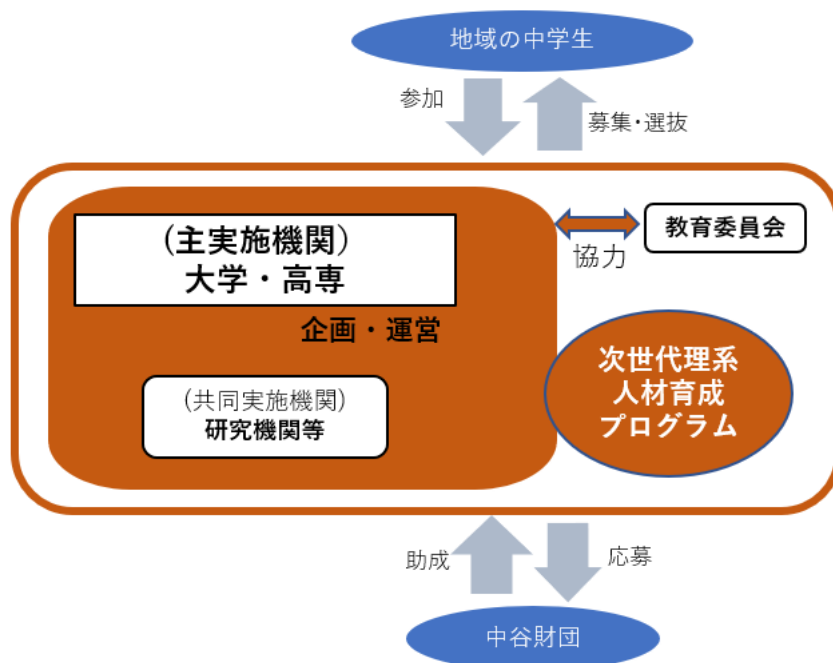 地域の中学生
参加
募集・選抜
(主実施機関)
大学・高専
企画・運営
(共同実施機関)
研究機関等
協力
教育委員会
次世代理系
人材育成
プログラム
助成
応募
中谷財団